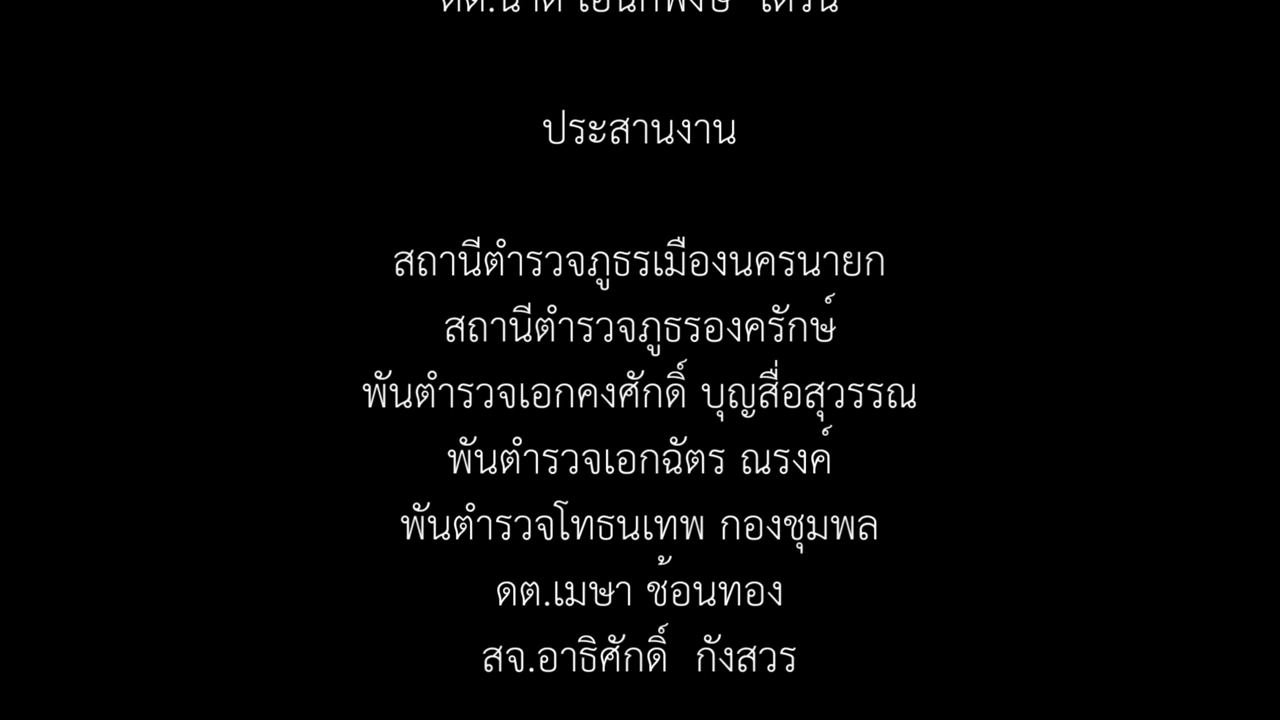 ประสานงาน
สถานีตำรวจภูธรเมืองนครนายก
สถานีตำรวจภูธรองครักษ์
พันตำรวจเอกคงศักดิ์ บุญสื่อสุวรรณ
พันตำรวจเอกฉัตร ณรงค์
พันตำรวจโทธนเทพ กองชุมพล
ดต.เมษา ช้อนทอง
สจ.อาธิศักดิ์ กังสวร